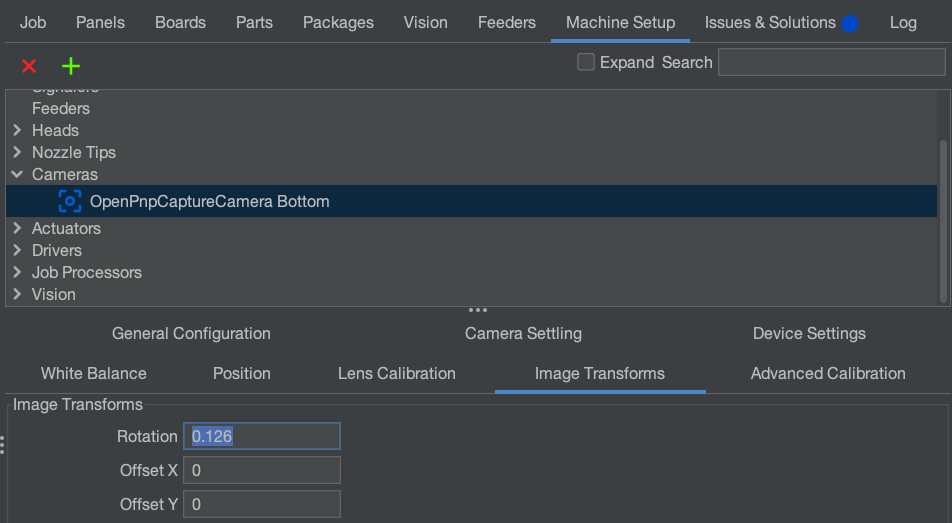 Job Panels Boards Parts Packages Vision Feeders Machine Setup Issues & Solutions Log
Expand Search
Signalers
Feeders
Heads
Nozzle Tips
Cameras
OpenPnpCaptureCamera Bottom
Actuators
Drivers
Job Processors
Vision
General Configuration Camera Settling Device Settings
White Balance Position Lens Calibration Image Transforms Advanced Calibration
Image Transforms
Rotation 0.126
Offset X 0
Offset Y 0